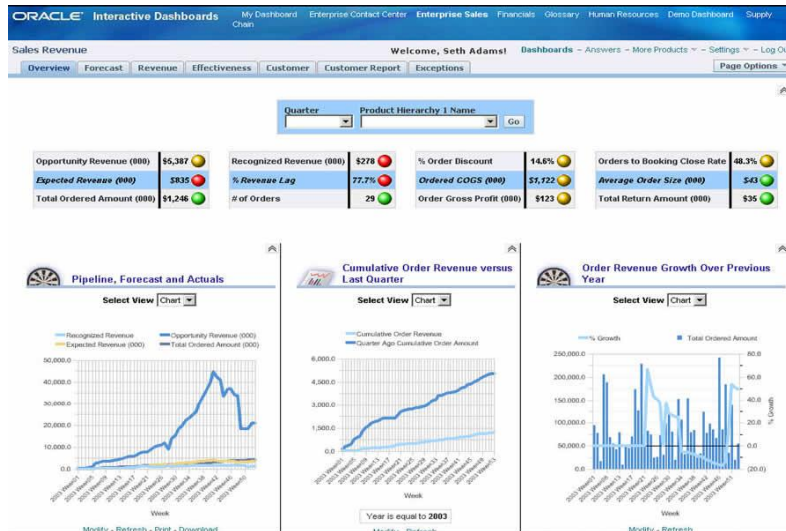 ORACLE Interactive Dashboards
My Dashboard Enterprise Contact Center Enterprise Sales Financials Glossary Human Resources Demo Dashboard Supply
Chain
Sales Revenue
Welcome, Seth Adams! Dashboards - Answers - More Products - Settings - Log Ou
Overview Forecast Revenue Effectiveness Customer Customer Report Exceptions
Page Options
Quarter Product Hierarchy 1 Name
Go
Opportunity Revenue (000) $5,387 Recognized Revenue (000) $278 % Order Discount 14.6% Orders to Booking Close Rate 48.3%
Expected Revenue (000) $835 % Revenue Lag 77.7% Ordered COGS (000) $1,122 Average Order Size (000) $43
Total Ordered Amount (000) $1,246 # of Orders 29 Order Gross Profit (000) $123 Total Return Amount (000) $35
Pipeline, Forecast and Actuals
Select View Chart
Recognized Revenue Opportunity Revenue (000)
Expected Revenue (000) Total Ordered Amount (000)
50,000.0
40,000.0
30,000.0
20,000.0
10,000.0
0.0
Week
Modify - Refresh - Print - Download
Cumulative Order Revenue versus
Last Quarter
Select View Chart
Cumulative Order Revenue
Quarter Ago Cumulative Order Amount
6,000.0
4,500.0
3,000.0
1,500.0
0.0
Week
Year is equal to 2003
Modify - Refresh
Order Revenue Growth Over Previous
Year
Select View Chart
% Growth Total Ordered Amount
250,000.0 80.0
200,000.0 60.0
150,000.0 40.0
100,000.0 20.0
50,000.0 0.0
0.0 (20.0)
% Growth
Week
Modify - Refresh